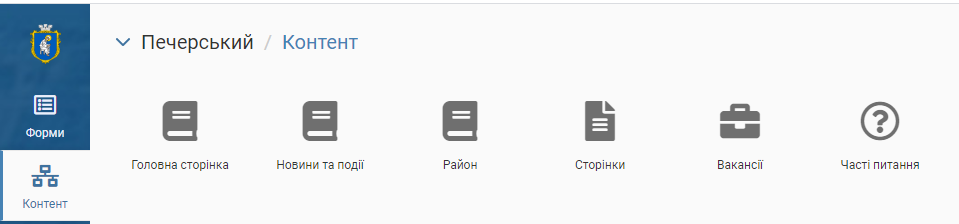 Печерський / Контент
Форми
Контент
Головна сторінка
Новини та події
Район
Сторінки
Вакансії
Часті питання